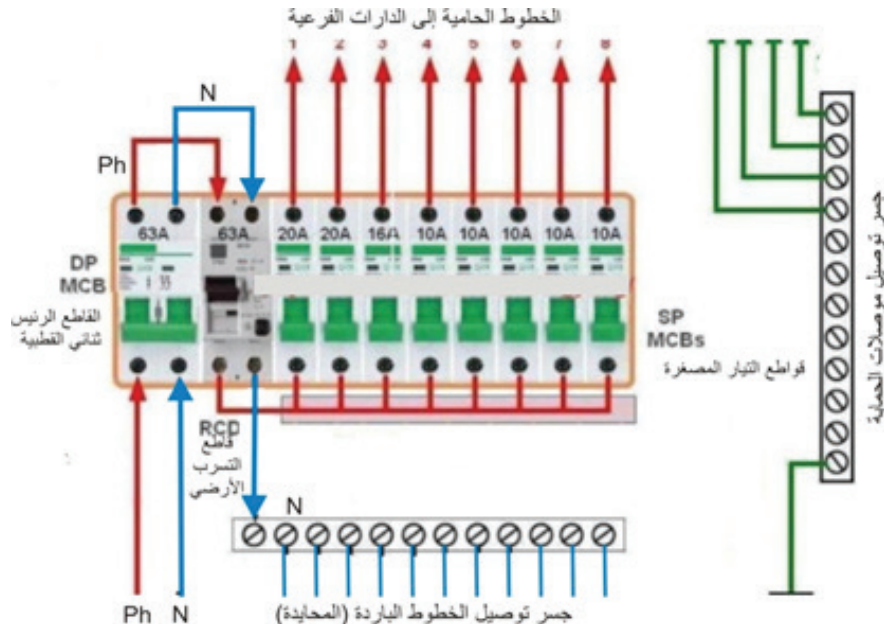 الخطوط الحامية إلى الدارات الفرعية
1 2 3 4 5 6 7 8
N
Ph
63A 63A 20A 20A 16A 10A 10A 10A 10A 10A
DP
MCB
القاطع الرئيس
ثنائي القطبية
SP
MCBs
قواطع التيار المصغرة
جسر توصيل موصلات الحماية
RCD
قاطع
التسرب
الأرضي
N
جسر توصيل الخطوط الباردة (المحايدة)
Ph N